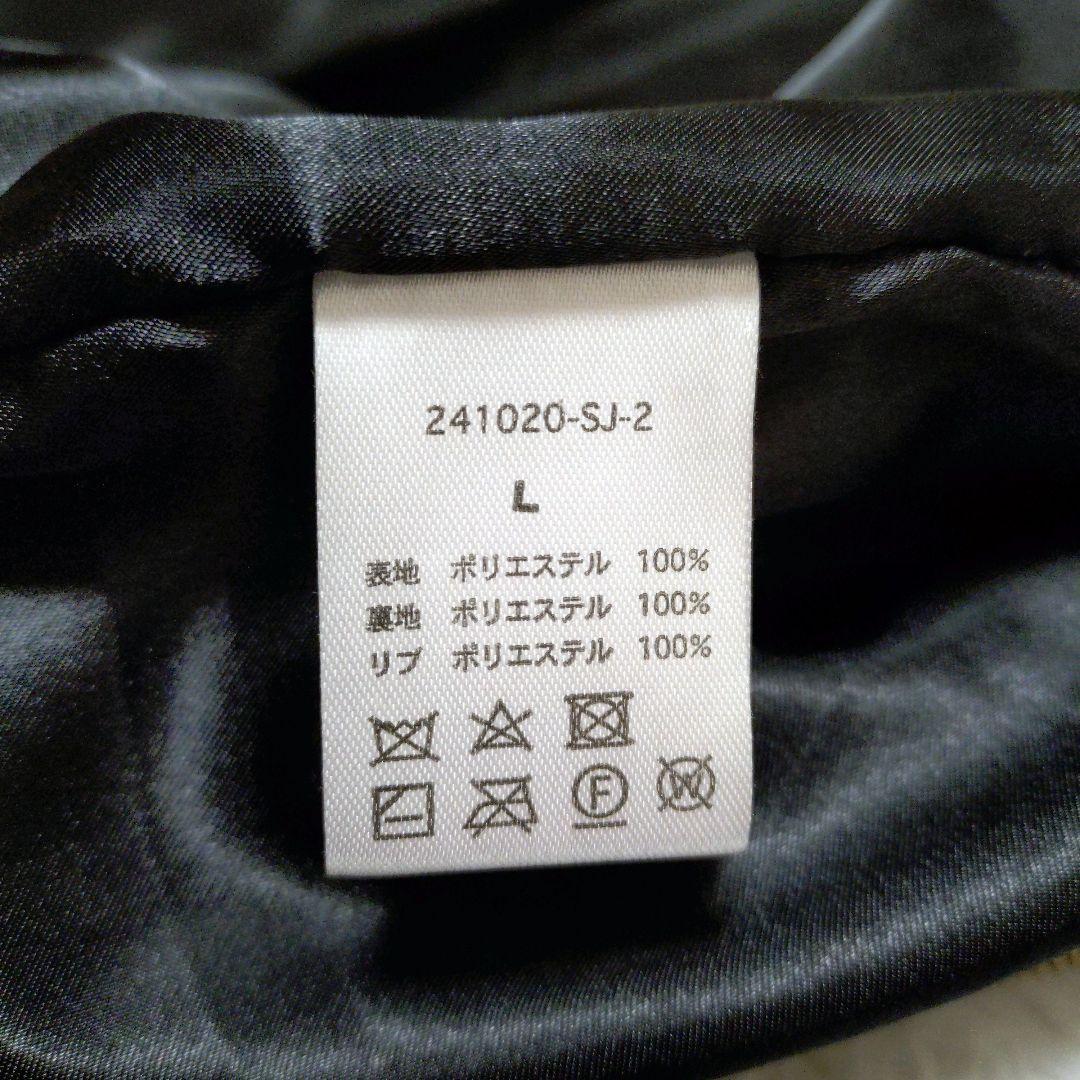 241020-SJ-2
L
表地 ポリエステル 100%
裏地 ポリエステル 100%
リブ ポリエステル 100%
F W